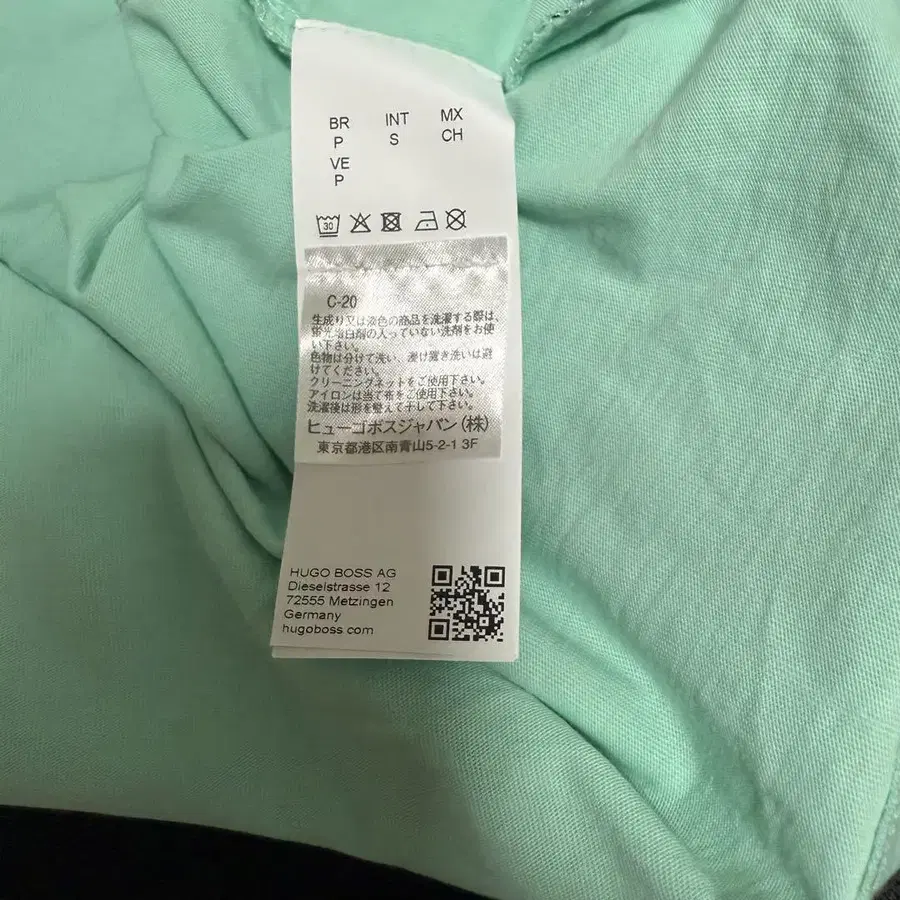 BR INT MX
P S CH
VE
P
30
C-20
生成り又は淡色の商品を洗濯する際は、
蛍光増白剤の入っていない洗剤をお使
い下さい。
色物は分けて洗い、漬け置き洗いは避
けてください。
クリーニングネットをご使用下さい。
アイロンは当て布をご使用下さい。
洗濯後は形を整えて干して下さい。
ヒューゴボスジャパン(株)
東京都港区南青山5-2-1 3F
HUGO BOSS AG
Dieselstrasse 12
72555 Metzingen
Germany
hugoboss.com